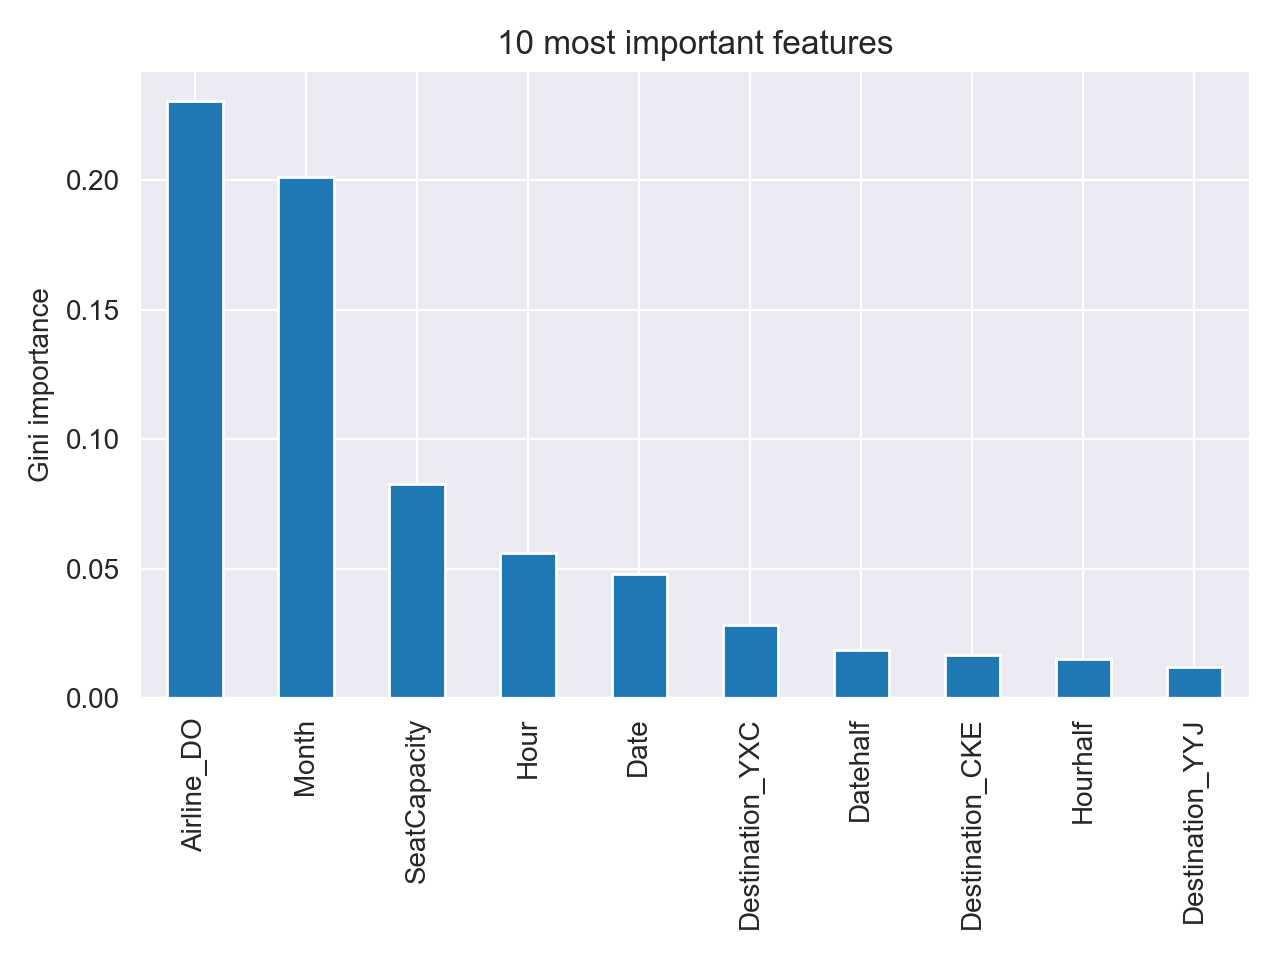 10 most important features
Gini importance
0.20
0.15
0.10
0.05
0.00
Airline_DO
Month
SeatCapacity
Hour
Date
Destination_YXC
Datehalf
Destination_CKE
Hourhalf
Destination_YYJ